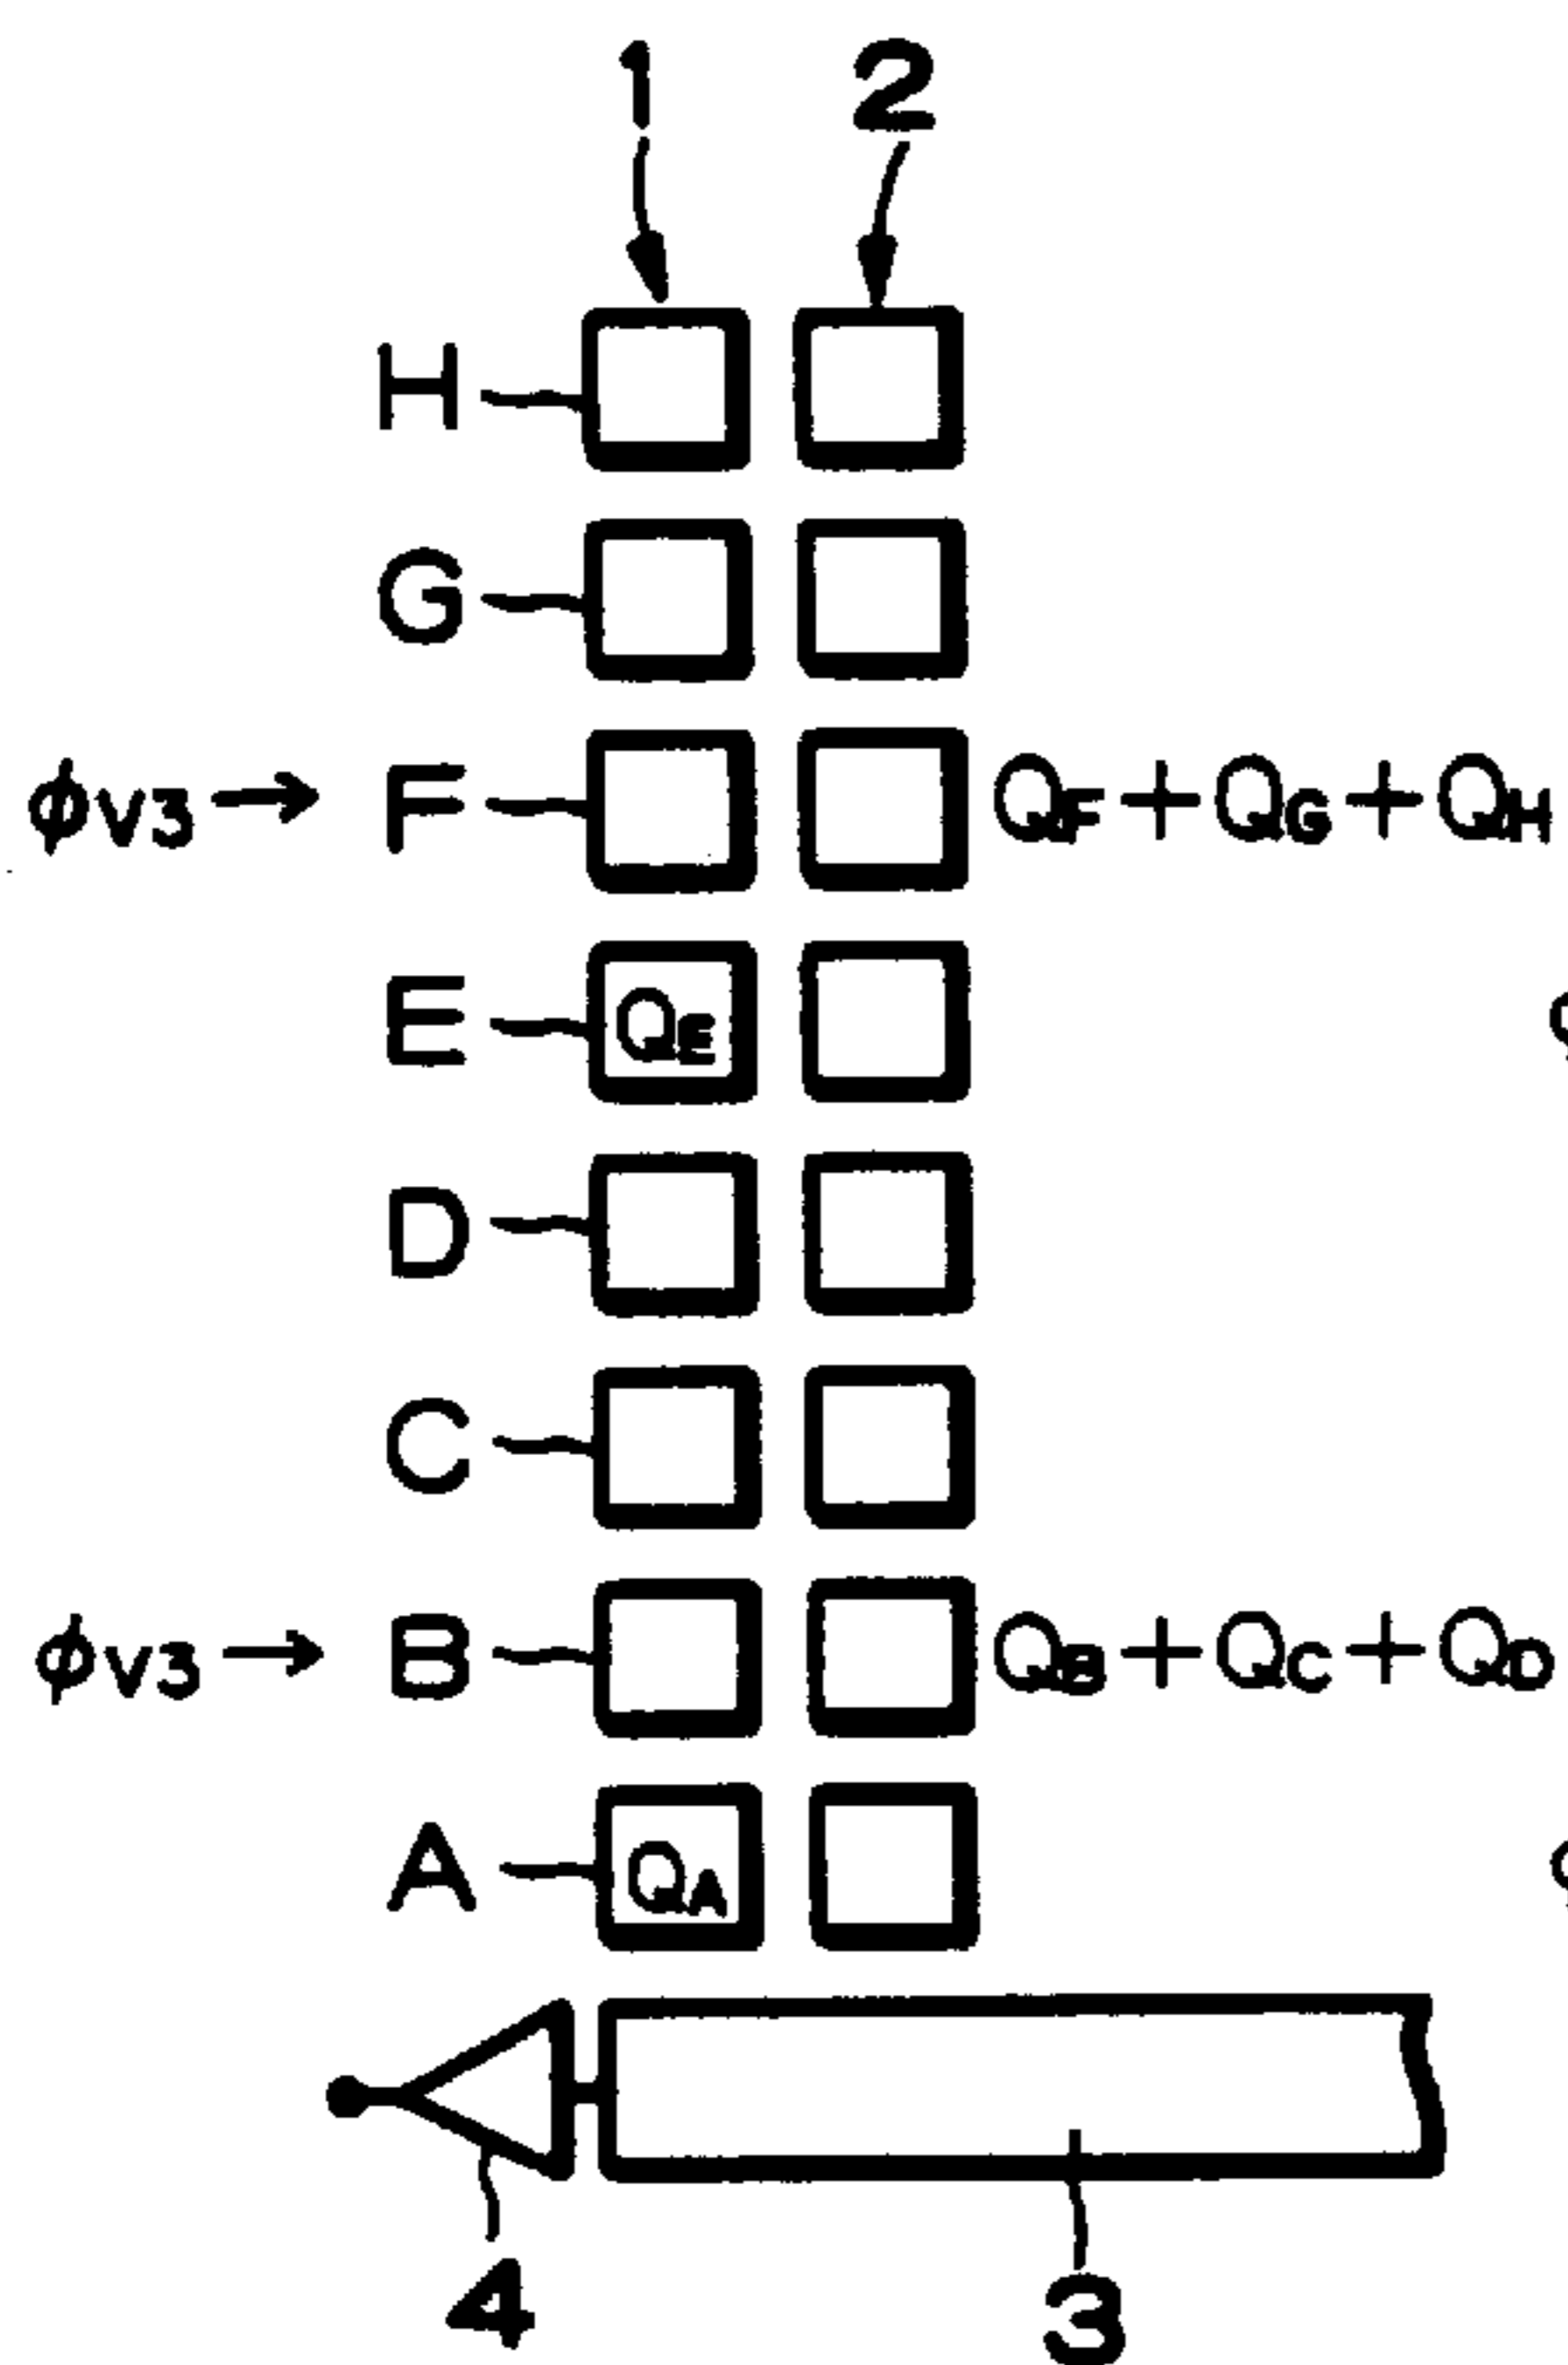 1 2
H
G
φV3 → F QF+QG+QH
E QE
D
C
φV3 → B QB+QC+QD
A QA
4 3